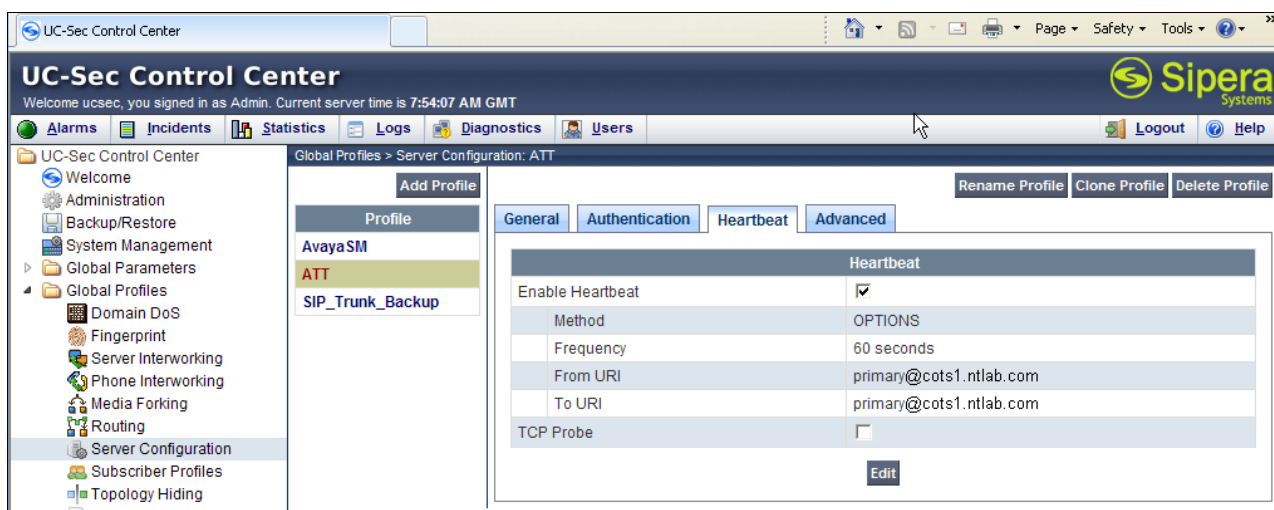 UC-Sec Control Center
Page Safety Tools
UC-Sec Control Center
Sipera
Systems
Welcome ucsec, you signed in as Admin. Current server time is 7:54:07 AM GMT
Alarms Incidents Statistics Logs Diagnostics Users Logout Help
UC-Sec Control Center
Welcome
Administration
Backup/Restore
System Management
Global Parameters
Global Profiles
Domain DoS
Fingerprint
Server Interworking
Phone Interworking
Media Forking
Routing
Server Configuration
Subscriber Profiles
Topology Hiding
Global Profiles > Server Configuration: ATT
Add Profile
Profile
AvayaSM
ATT
SIP_Trunk_Backup
Rename Profile Clone Profile Delete Profile
General Authentication Heartbeat Advanced
Heartbeat
Enable Heartbeat
Method OPTIONS
Frequency 60 seconds
From URI primary@cots1.ntlab.com
To URI primary@cots1.ntlab.com
TCP Probe
Edit